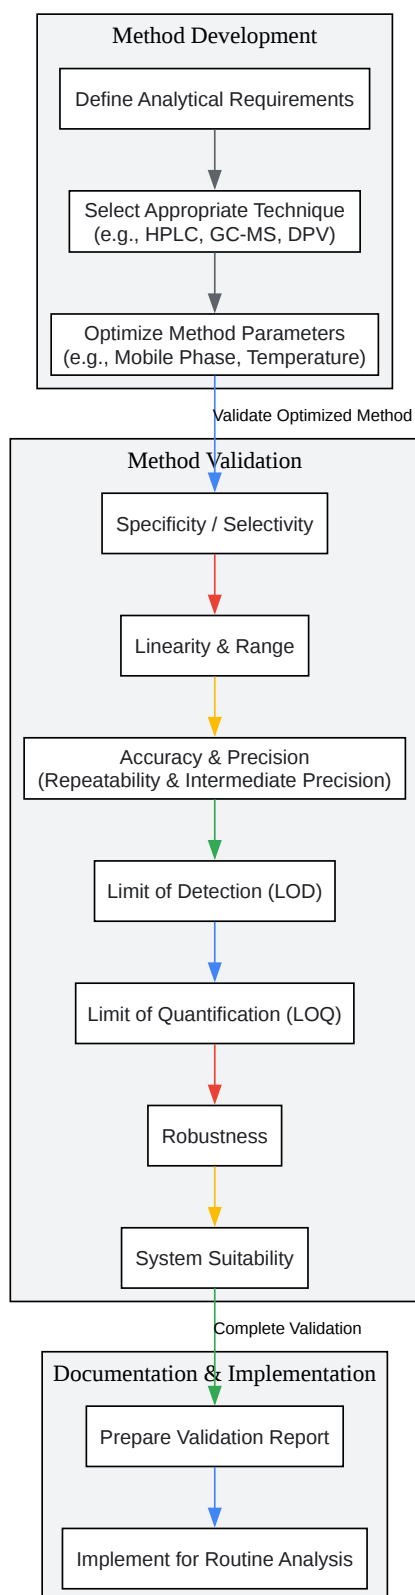 Method Development
Define Analytical Requirements
Select Appropriate Technique
(e.g., HPLC, GC-MS, DPV)
Optimize Method Parameters
(e.g., Mobile Phase, Temperature)
Validate Optimized Method
Method Validation
Specificity / Selectivity
Linearity & Range
Accuracy & Precision
(Repeatability & Intermediate Precision)
Limit of Detection (LOD)
Limit of Quantification (LOQ)
Robustness
System Suitability
Complete Validation
Documentation & Implementation
Prepare Validation Report
Implement for Routine Analysis